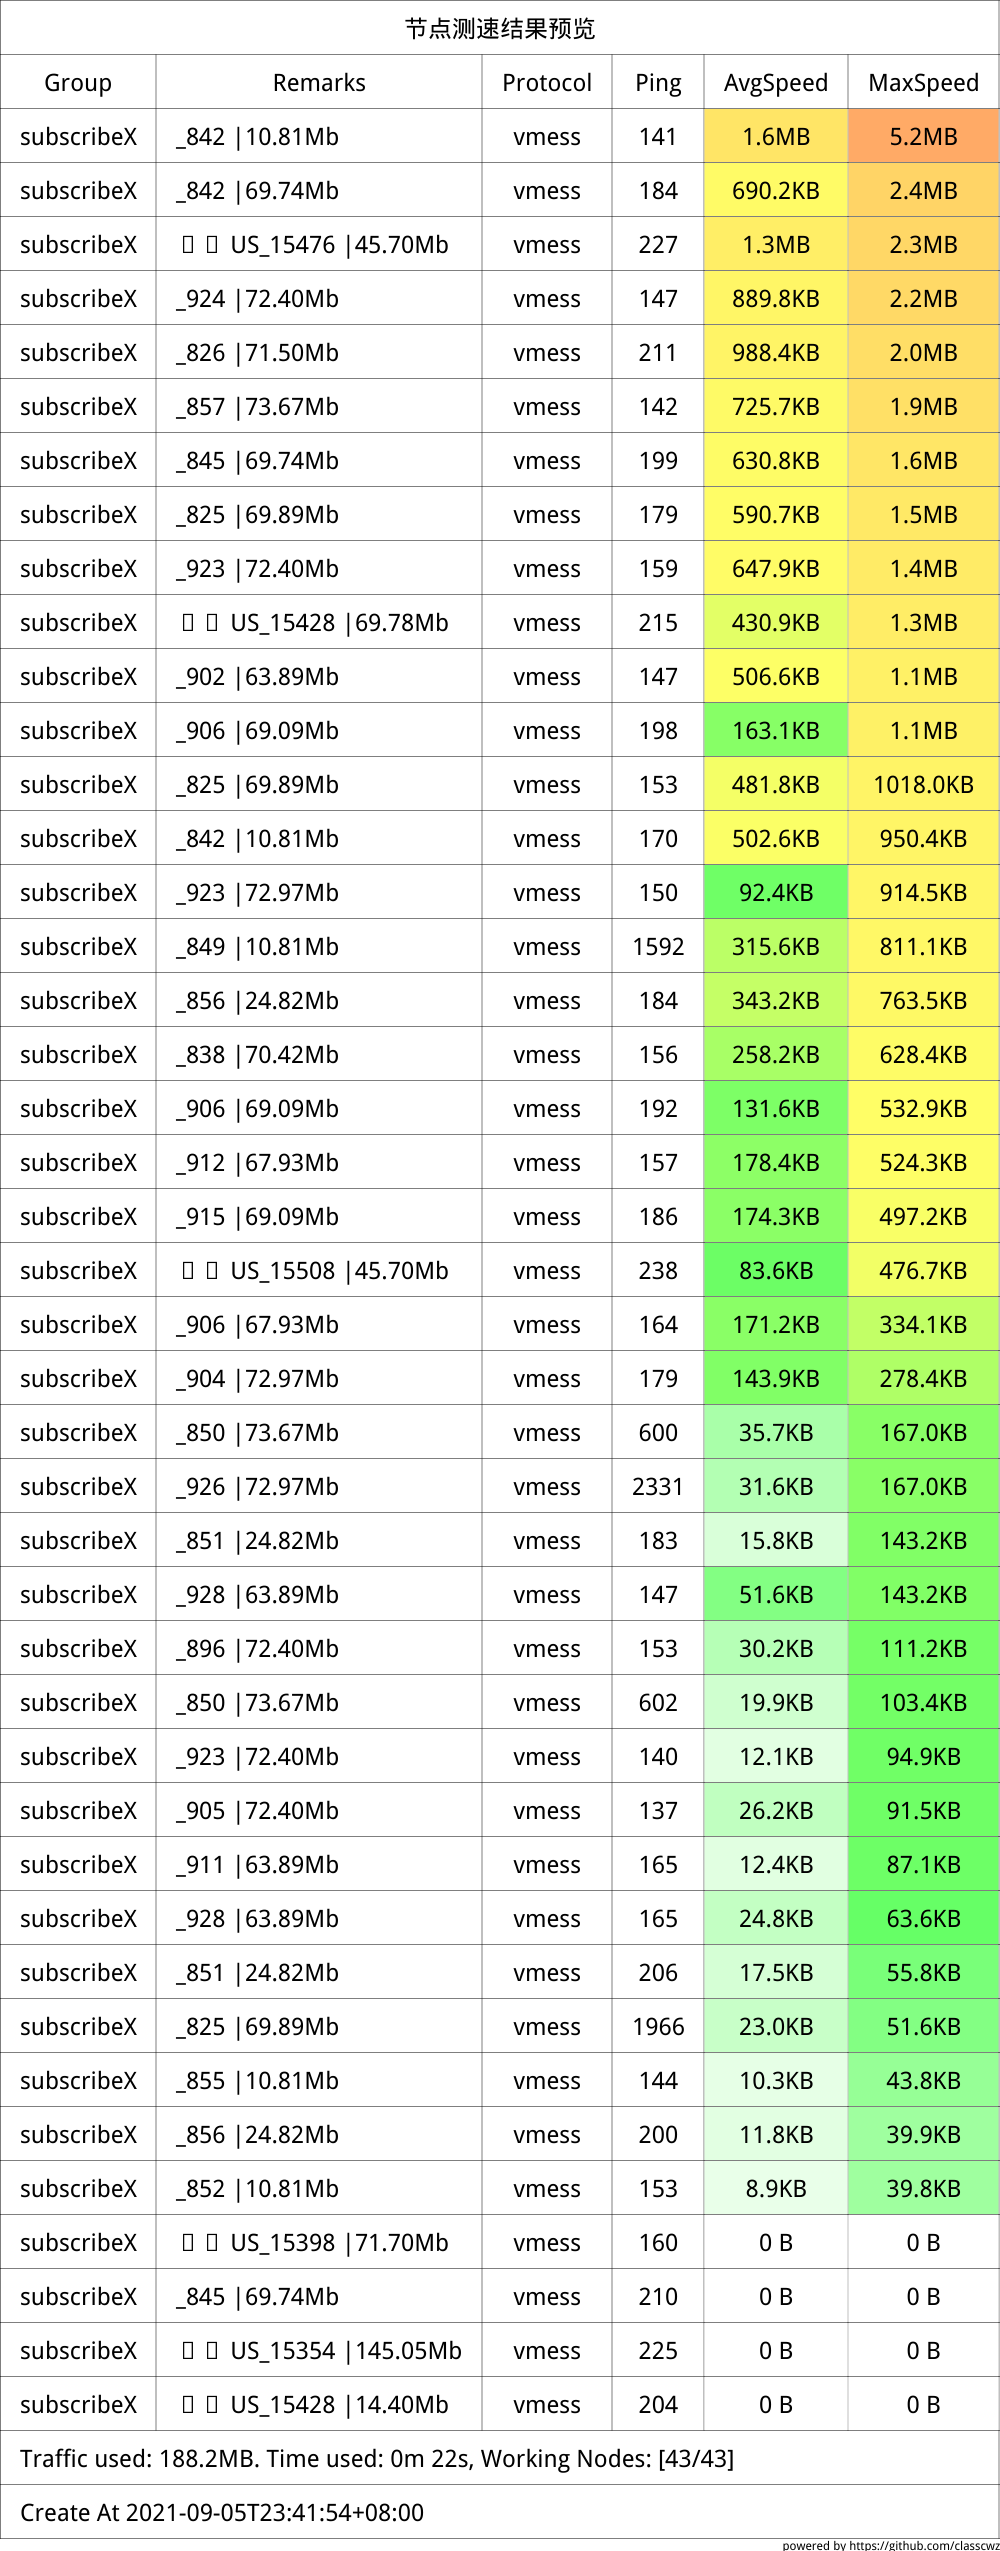 节点测速结果预览
Group Remarks Protocol Ping AvgSpeed MaxSpeed
subscribeX _842 |10.81Mb vmess 141 1.6MB 5.2MB
subscribeX _842 |69.74Mb vmess 184 690.2KB 2.4MB
subscribeX US_15476 |45.70Mb vmess 227 1.3MB 2.3MB
subscribeX _924 |72.40Mb vmess 147 889.8KB 2.2MB
subscribeX _826 |71.50Mb vmess 211 988.4KB 2.0MB
subscribeX _857 |73.67Mb vmess 142 725.7KB 1.9MB
subscribeX _845 |69.74Mb vmess 199 630.8KB 1.6MB
subscribeX _825 |69.89Mb vmess 179 590.7KB 1.5MB
subscribeX _923 |72.40Mb vmess 159 647.9KB 1.4MB
subscribeX US_15428 |69.78Mb vmess 215 430.9KB 1.3MB
subscribeX _902 |63.89Mb vmess 147 506.6KB 1.1MB
subscribeX _906 |69.09Mb vmess 198 163.1KB 1.1MB
subscribeX _825 |69.89Mb vmess 153 481.8KB 1018.0KB
subscribeX _842 |10.81Mb vmess 170 502.6KB 950.4KB
subscribeX _923 |72.97Mb vmess 150 92.4KB 914.5KB
subscribeX _849 |10.81Mb vmess 1592 315.6KB 811.1KB
subscribeX _856 |24.82Mb vmess 184 343.2KB 763.5KB
subscribeX _838 |70.42Mb vmess 156 258.2KB 628.4KB
subscribeX _906 |69.09Mb vmess 192 131.6KB 532.9KB
subscribeX _912 |67.93Mb vmess 157 178.4KB 524.3KB
subscribeX _915 |69.09Mb vmess 186 174.3KB 497.2KB
subscribeX US_15508 |45.70Mb vmess 238 83.6KB 476.7KB
subscribeX _906 |67.93Mb vmess 164 171.2KB 334.1KB
subscribeX _904 |72.97Mb vmess 179 143.9KB 278.4KB
subscribeX _850 |73.67Mb vmess 600 35.7KB 167.0KB
subscribeX _926 |72.97Mb vmess 2331 31.6KB 167.0KB
subscribeX _851 |24.82Mb vmess 183 15.8KB 143.2KB
subscribeX _928 |63.89Mb vmess 147 51.6KB 143.2KB
subscribeX _896 |72.40Mb vmess 153 30.2KB 111.2KB
subscribeX _850 |73.67Mb vmess 602 19.9KB 103.4KB
subscribeX _923 |72.40Mb vmess 140 12.1KB 94.9KB
subscribeX _905 |72.40Mb vmess 137 26.2KB 91.5KB
subscribeX _911 |63.89Mb vmess 165 12.4KB 87.1KB
subscribeX _928 |63.89Mb vmess 165 24.8KB 63.6KB
subscribeX _851 |24.82Mb vmess 206 17.5KB 55.8KB
subscribeX _825 |69.89Mb vmess 1966 23.0KB 51.6KB
subscribeX _855 |10.81Mb vmess 144 10.3KB 43.8KB
subscribeX _856 |24.82Mb vmess 200 11.8KB 39.9KB
subscribeX _852 |10.81Mb vmess 153 8.9KB 39.8KB
subscribeX US_15398 |71.70Mb vmess 160 0 B 0 B
subscribeX _845 |69.74Mb vmess 210 0 B 0 B
subscribeX US_15354 |145.05Mb vmess 225 0 B 0 B
subscribeX US_15428 |14.40Mb vmess 204 0 B 0 B
Traffic used: 188.2MB. Time used: 0m 22s, Working Nodes: [43/43]
Create At 2021-09-05T23:41:54+08:00
powered by https://github.com/classcwz